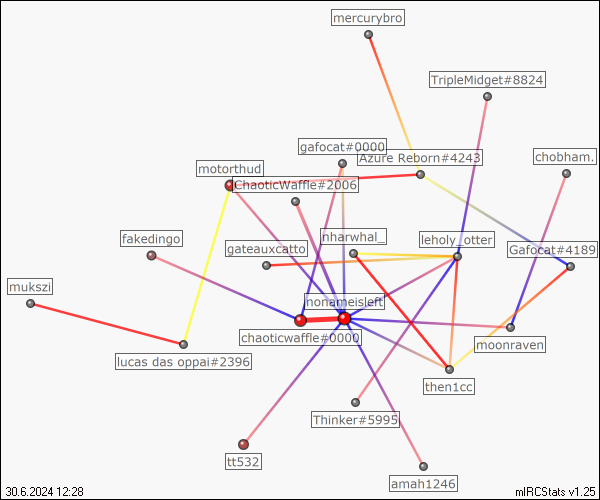 mercurybro
TripleMidget#8824
gafocat#0000
Azure Reborn#4243
chobham.
motorthud
ChaoticWaffle#2006
fakedingo
nharwhal_
leholy_otter
gateauxcatto
Gafocat#4189
mukszi
nonameisleft
chaoticwaffle#0000
moonraven
lucas das oppai#2396
then1cc
Thinker#5995
tt532
amah1246
30.6.2024 12:28
mIRCStats v1.25